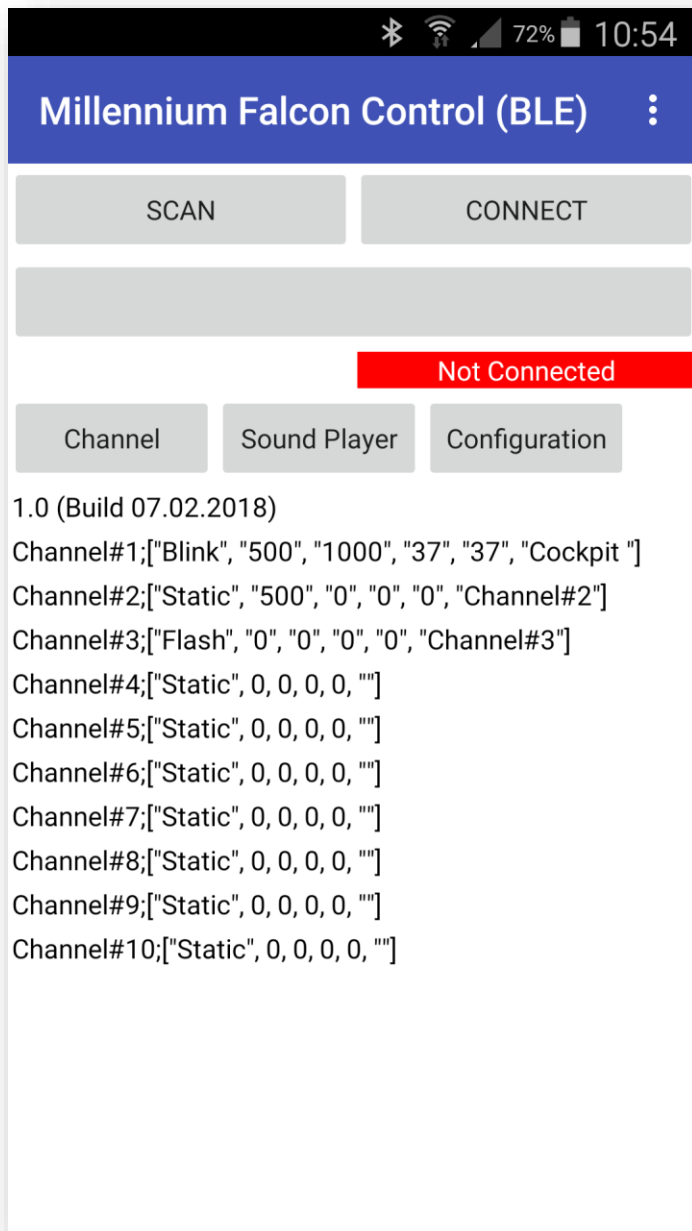 72% 10:54
Millennium Falcon Control (BLE)
SCAN CONNECT
Not Connected
Channel Sound Player Configuration
1.0 (Build 07.02.2018)
Channel#1;["Blink", "500", "1000", "37", "37", "Cockpit "]
Channel#2;["Static", "500", "0", "0", "0", "Channel#2"]
Channel#3;["Flash", "0", "0", "0", "0", "Channel#3"]
Channel#4;["Static", 0, 0, 0, 0, ""]
Channel#5;["Static", 0, 0, 0, 0, ""]
Channel#6;["Static", 0, 0, 0, 0, ""]
Channel#7;["Static", 0, 0, 0, 0, ""]
Channel#8;["Static", 0, 0, 0, 0, ""]
Channel#9;["Static", 0, 0, 0, 0, ""]
Channel#10;["Static", 0, 0, 0, 0, ""]